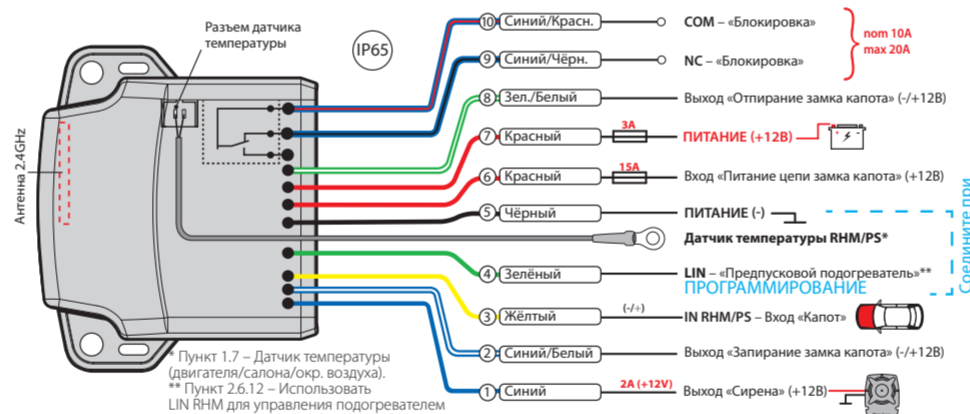 Разъем датчика
температуры
IP65
Антенна 2.4GHz
10 Синий/Красн. COM – «Блокировка»
nom 10A
max 20A
9 Синий/Чёрн. NC – «Блокировка»
8 Зел./Белый Выход «Отпирание замка капота» (-/+12В)
7 Красный 3A ПИТАНИЕ (+12В)
6 Красный 15A Вход «Питание цепи замка капота» (+12В)
5 Чёрный ПИТАНИЕ (-)
Датчик температуры RHM/PS*
4 Зелёный LIN – «Предпусковой подогреватель»**
ПРОГРАММИРОВАНИЕ
Соедините при
3 Жёлтый (-/+) IN RHM/PS – Вход «Капот»
2 Синий/Белый Выход «Запирание замка капота» (-/+12В)
1 Синий 2A (+12V) Выход «Сирена» (+12В)
* Пункт 1.7 – Датчик температуры
(двигателя/салона/окр. воздуха).
** Пункт 2.6.12 – Использовать
LIN RHM для управления подогревателем